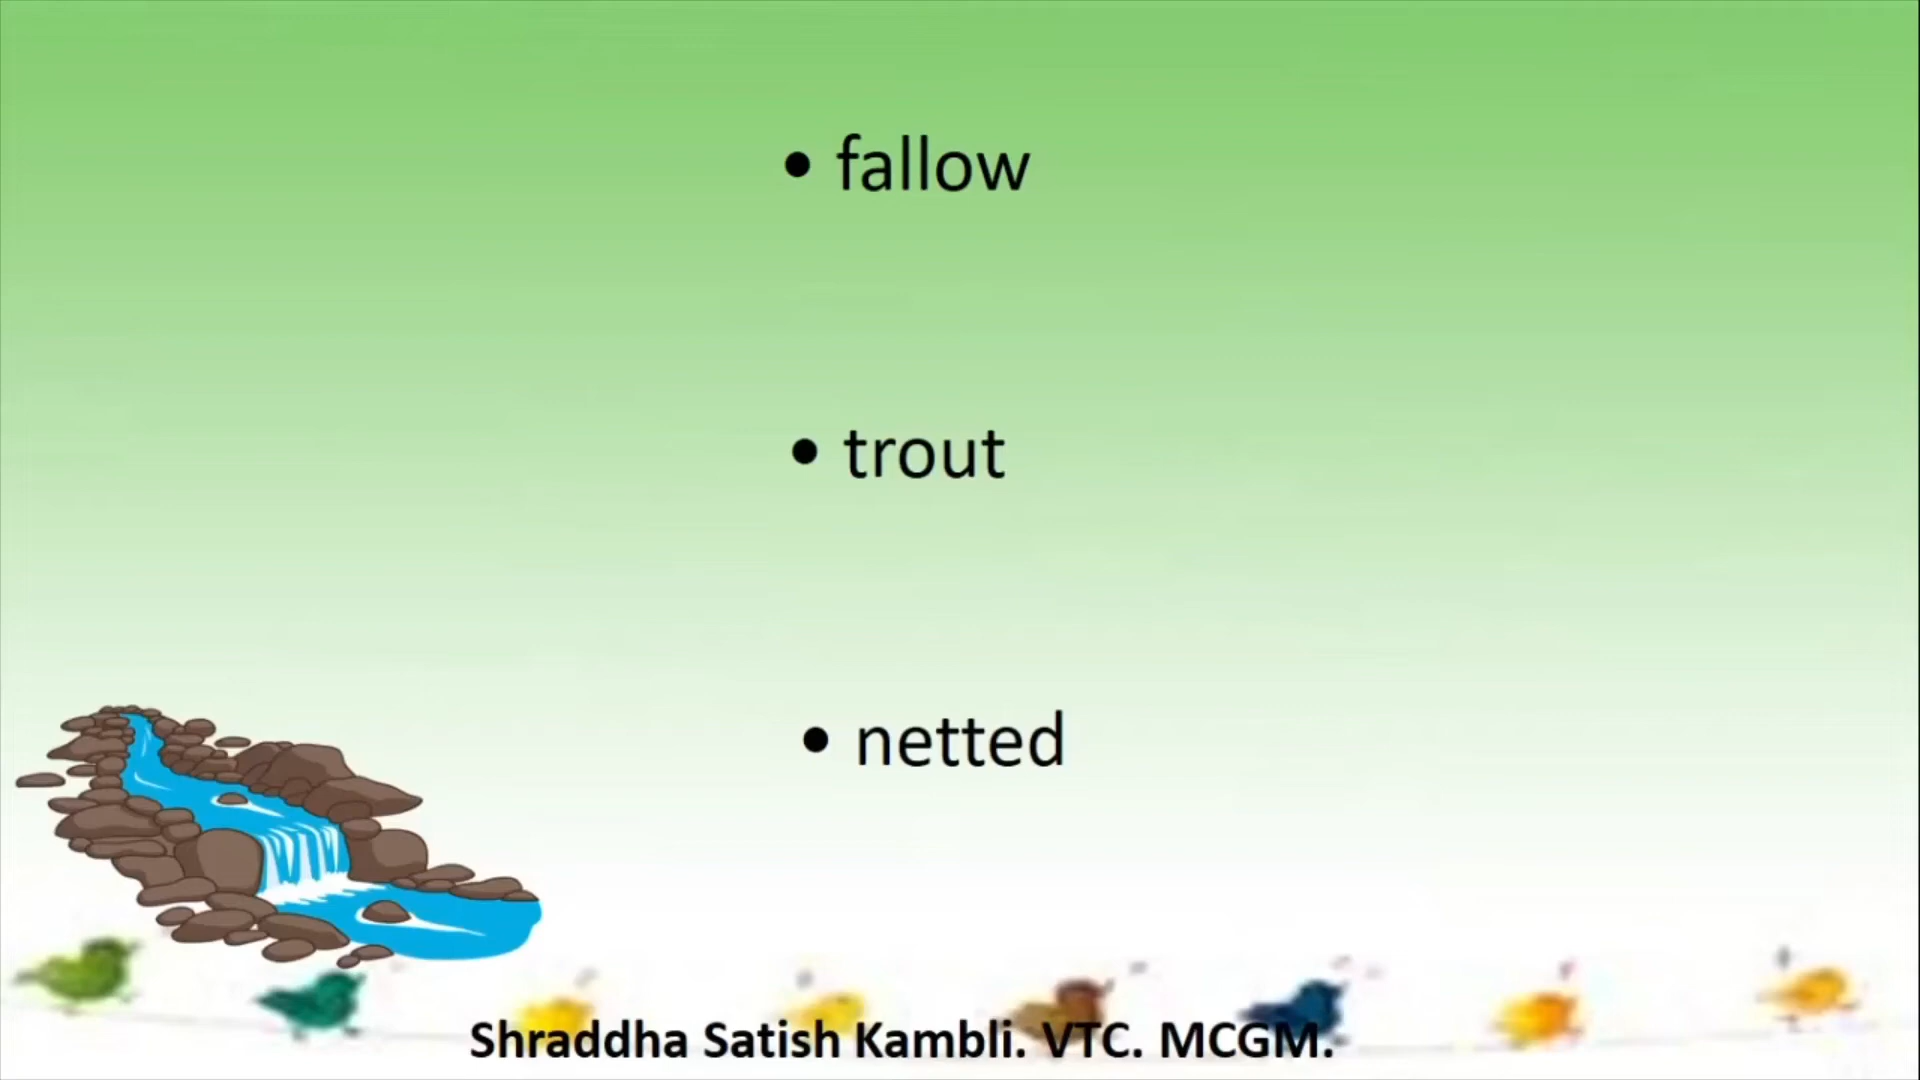 • fallow
• trout
• netted
Shraddha Satish Kambli. VTC. MCGM.